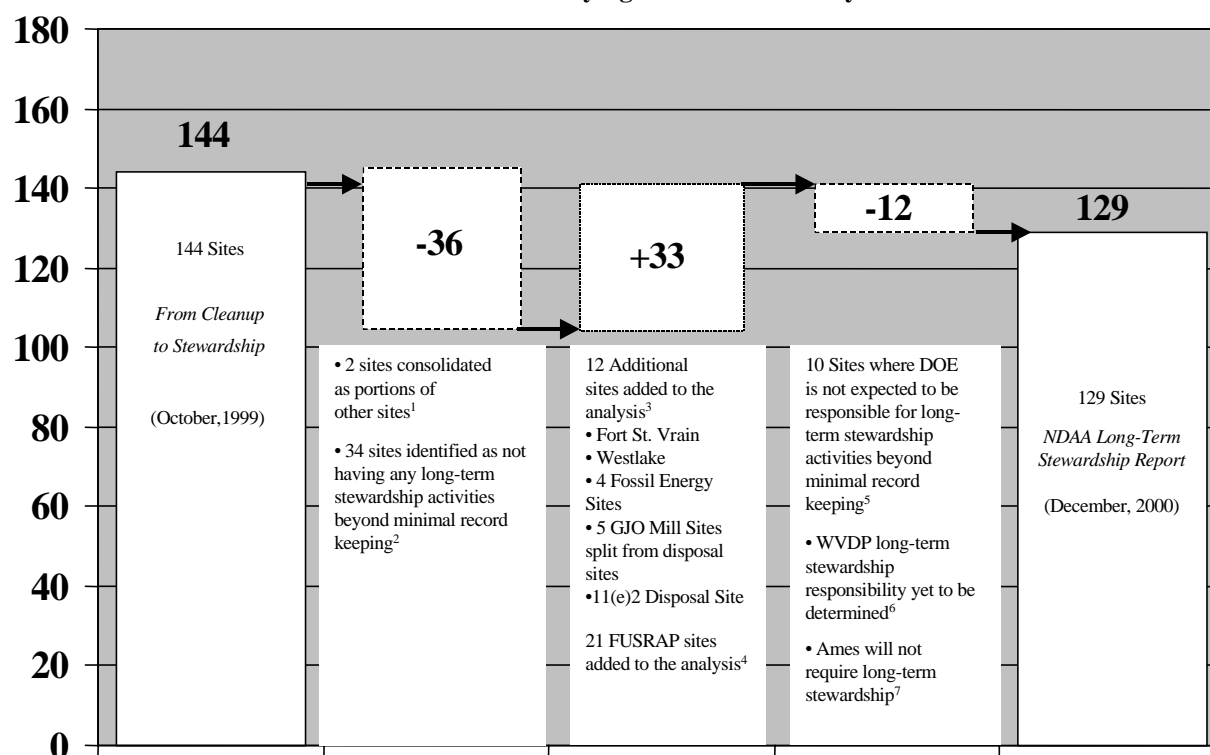 180
160
140
120
100
80
60
40
20
0
144
144 Sites
From Cleanup
to Stewardship
(October,1999)
-36
• 2 sites consolidated
as portions of
other sites1
• 34 sites identified as not
having any long-term
stewardship activities
beyond minimal record
keeping2
+33
12 Additional
sites added to the
analysis3
• Fort St. Vrain
• Westlake
• 4 Fossil Energy
Sites
• 5 GJO Mill Sites
split from disposal
sites
•11(e)2 Disposal Site
21 FUSRAP sites
added to the analysis4
-12
10 Sites where DOE
is not expected to be
responsible for long-
term stewardship
activities beyond
minimal record
keeping5
• WVDP long-term
stewardship
responsibility yet to be
determined6
• Ames will not
require long-term
stewardship7
129
129 Sites
NDAA Long-Term
Stewardship Report
(December, 2000)